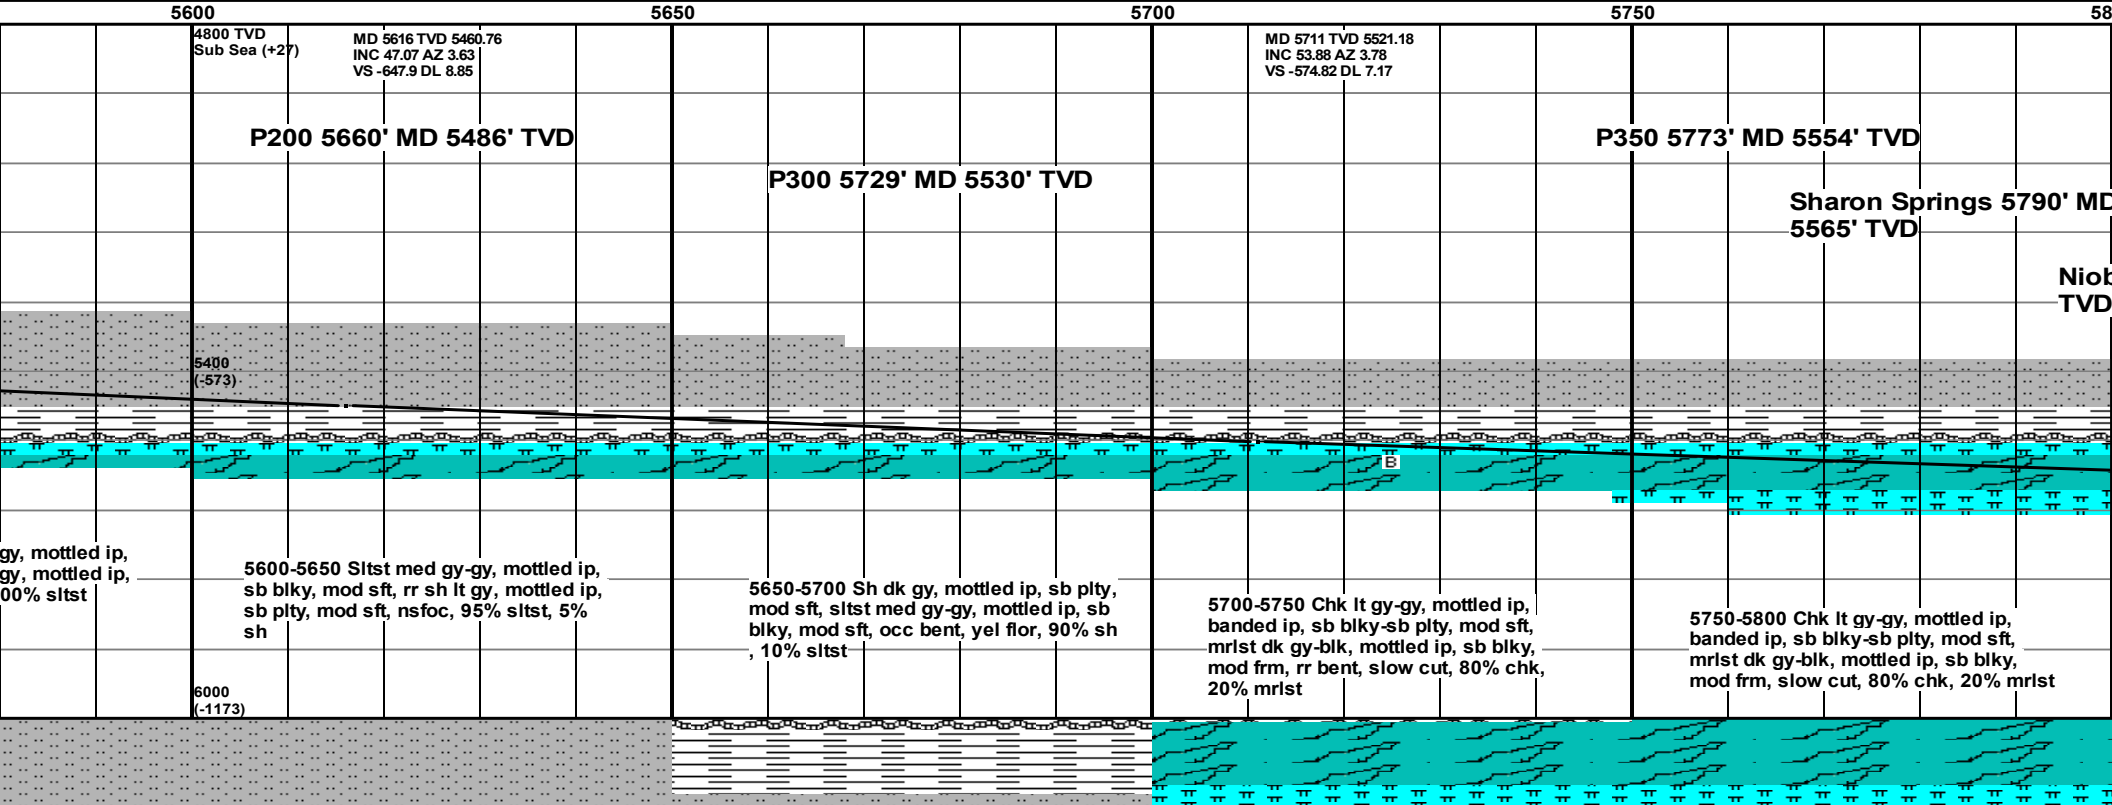 5600
5650
5700
5750
58
4800 TVD
Sub Sea (+27)
MD 5616 TVD 5460.76
INC 47.07 AZ 3.63
VS -647.9 DL 8.85
MD 5711 TVD 5521.18
INC 53.88 AZ 3.78
VS -574.82 DL 7.17
P200 5660' MD 5486' TVD
P300 5729' MD 5530' TVD
P350 5773' MD 5554' TVD
Sharon Springs 5790' MD
5565' TVD
Niob
TVD
5400
(-573)
B
gy, mottled ip,
gy, mottled ip,
00% sltst
5600-5650 Sltst med gy-gy, mottled ip,
sb blky, mod sft, rr sh lt gy, mottled ip,
sb plty, mod sft, nsfoc, 95% sltst, 5%
sh
5650-5700 Sh dk gy, mottled ip, sb plty,
mod sft, sltst med gy-gy, mottled ip, sb
blky, mod sft, occ bent, yel flor, 90% sh
, 10% sltst
5700-5750 Chk lt gy-gy, mottled ip,
banded ip, sb blky-sb plty, mod sft,
mrlst dk gy-blk, mottled ip, sb blky,
mod frm, rr bent, slow cut, 80% chk,
20% mrlst
5750-5800 Chk lt gy-gy, mottled ip,
banded ip, sb blky-sb plty, mod sft,
mrlst dk gy-blk, mottled ip, sb blky,
mod frm, slow cut, 80% chk, 20% mrlst
6000
(-1173)